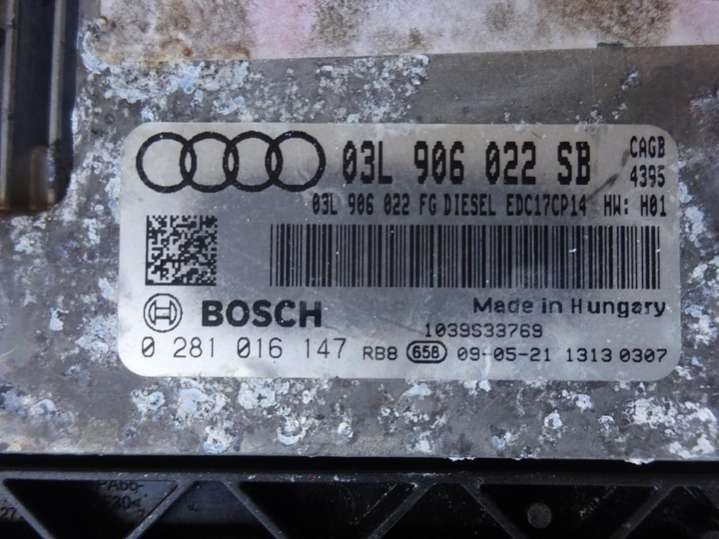 03L 906 022 SB CAGB
4395
03L 906 022 FG DIESEL EDC17CP14 HW: H01
BOSCH
Made in Hungary
1039S33769
0 281 016 147 RB8 658 09-05-21 1313 0307
PA66-